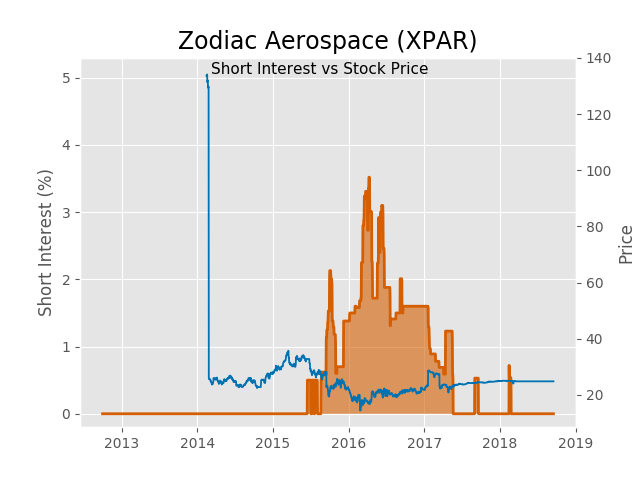 Zodiac Aerospace (XPAR)
Short Interest vs Stock Price
Short Interest (%)
5
4
3
2
1
0
140
120
100
80
60
40
20
Price
2013 2014 2015 2016 2017 2018 2019